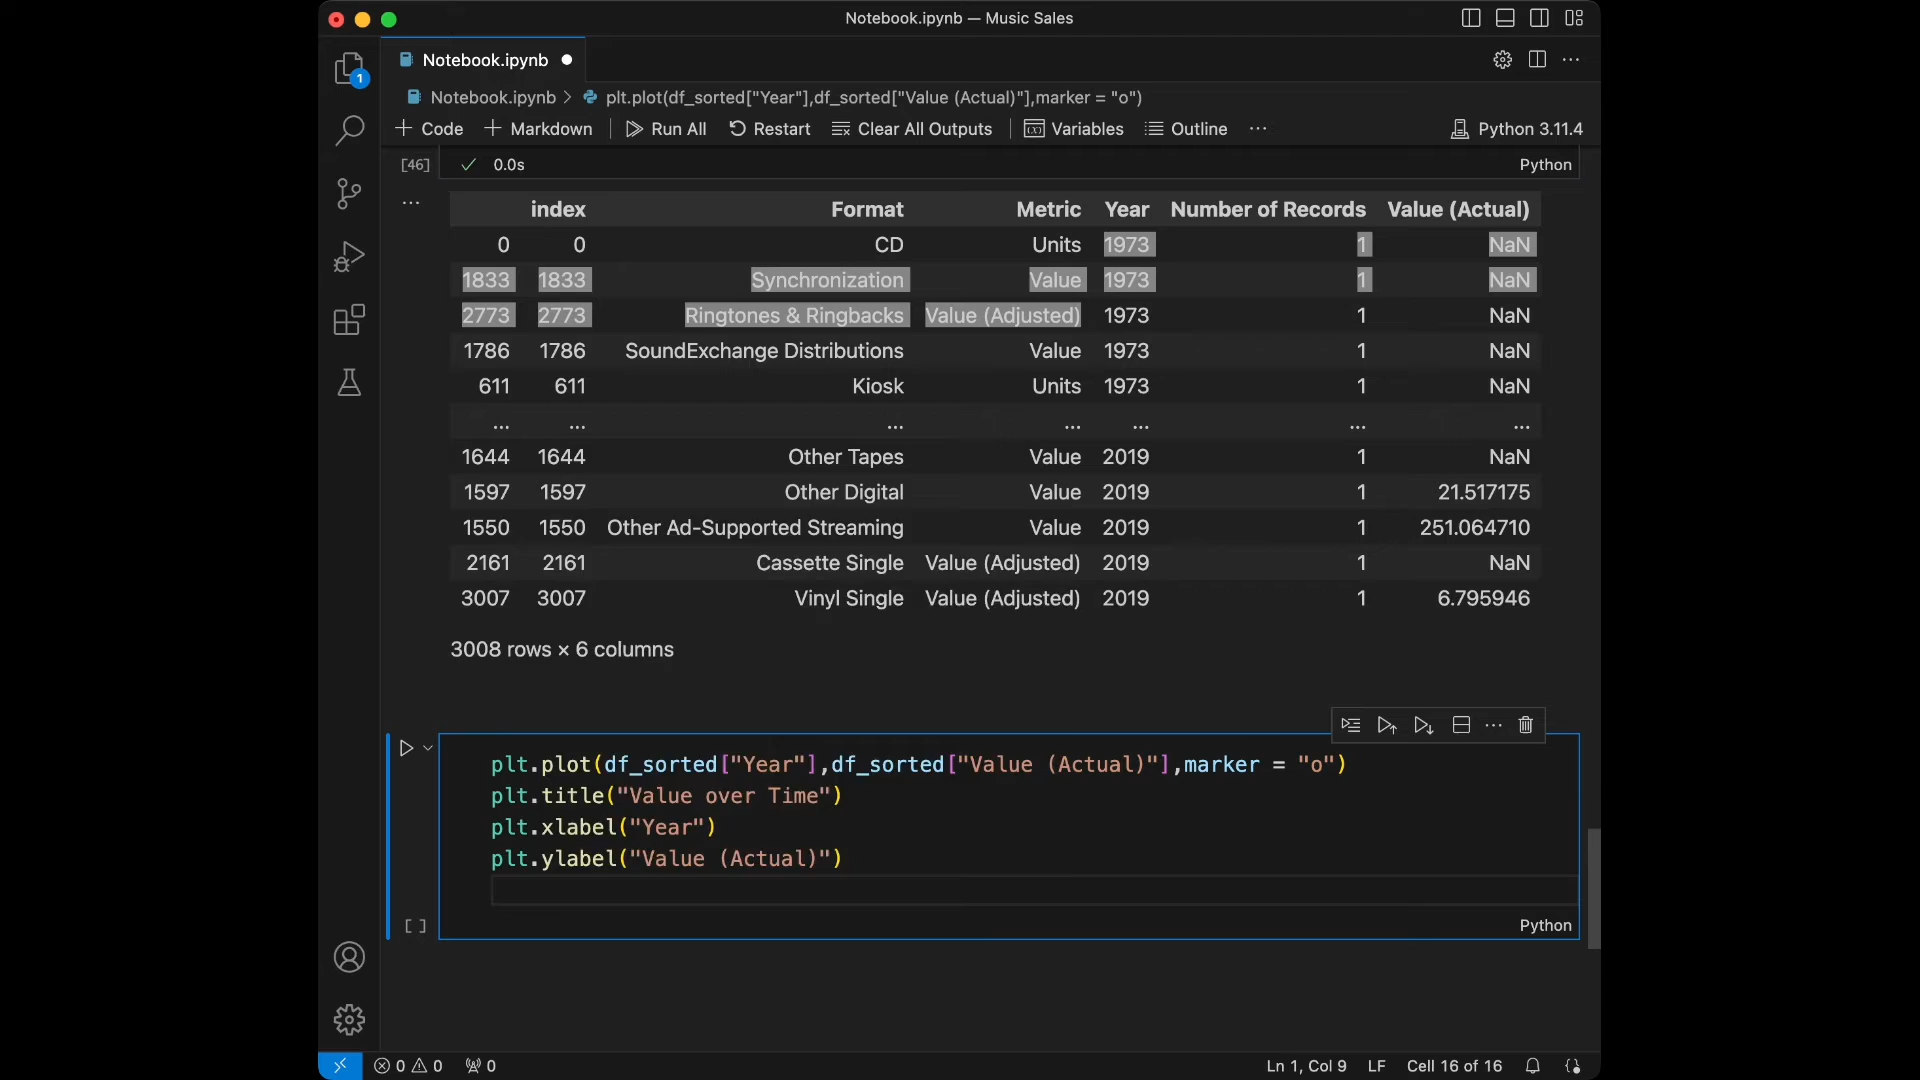 Notebook.ipynb — Music Sales
1
Notebook.ipynb
Notebook.ipynb > plt.plot(df_sorted["Year"],df_sorted["Value (Actual)"],marker = "o")
+ Code + Markdown Run All Restart Clear All Outputs Variables Outline ... Python 3.11.4
[46] ✓ 0.0s Python
... index Format Metric Year Number of Records Value (Actual)
0 0 CD Units 1973 1 NaN
1833 1833 Synchronization Value 1973 1 NaN
2773 2773 Ringtones & Ringbacks Value (Adjusted) 1973 1 NaN
1786 1786 SoundExchange Distributions Value 1973 1 NaN
611 611 Kiosk Units 1973 1 NaN
... ... ... ... ... ... ...
1644 1644 Other Tapes Value 2019 1 NaN
1597 1597 Other Digital Value 2019 1 21.517175
1550 1550 Other Ad-Supported Streaming Value 2019 1 251.064710
2161 2161 Cassette Single Value (Adjusted) 2019 1 NaN
3007 3007 Vinyl Single Value (Adjusted) 2019 1 6.795946
3008 rows × 6 columns
plt.plot(df_sorted["Year"],df_sorted["Value (Actual)"],marker = "o")
plt.title("Value over Time")
plt.xlabel("Year")
plt.ylabel("Value (Actual)")
[ ] Python
0 0 0 Ln 1, Col 9 LF Cell 16 of 16